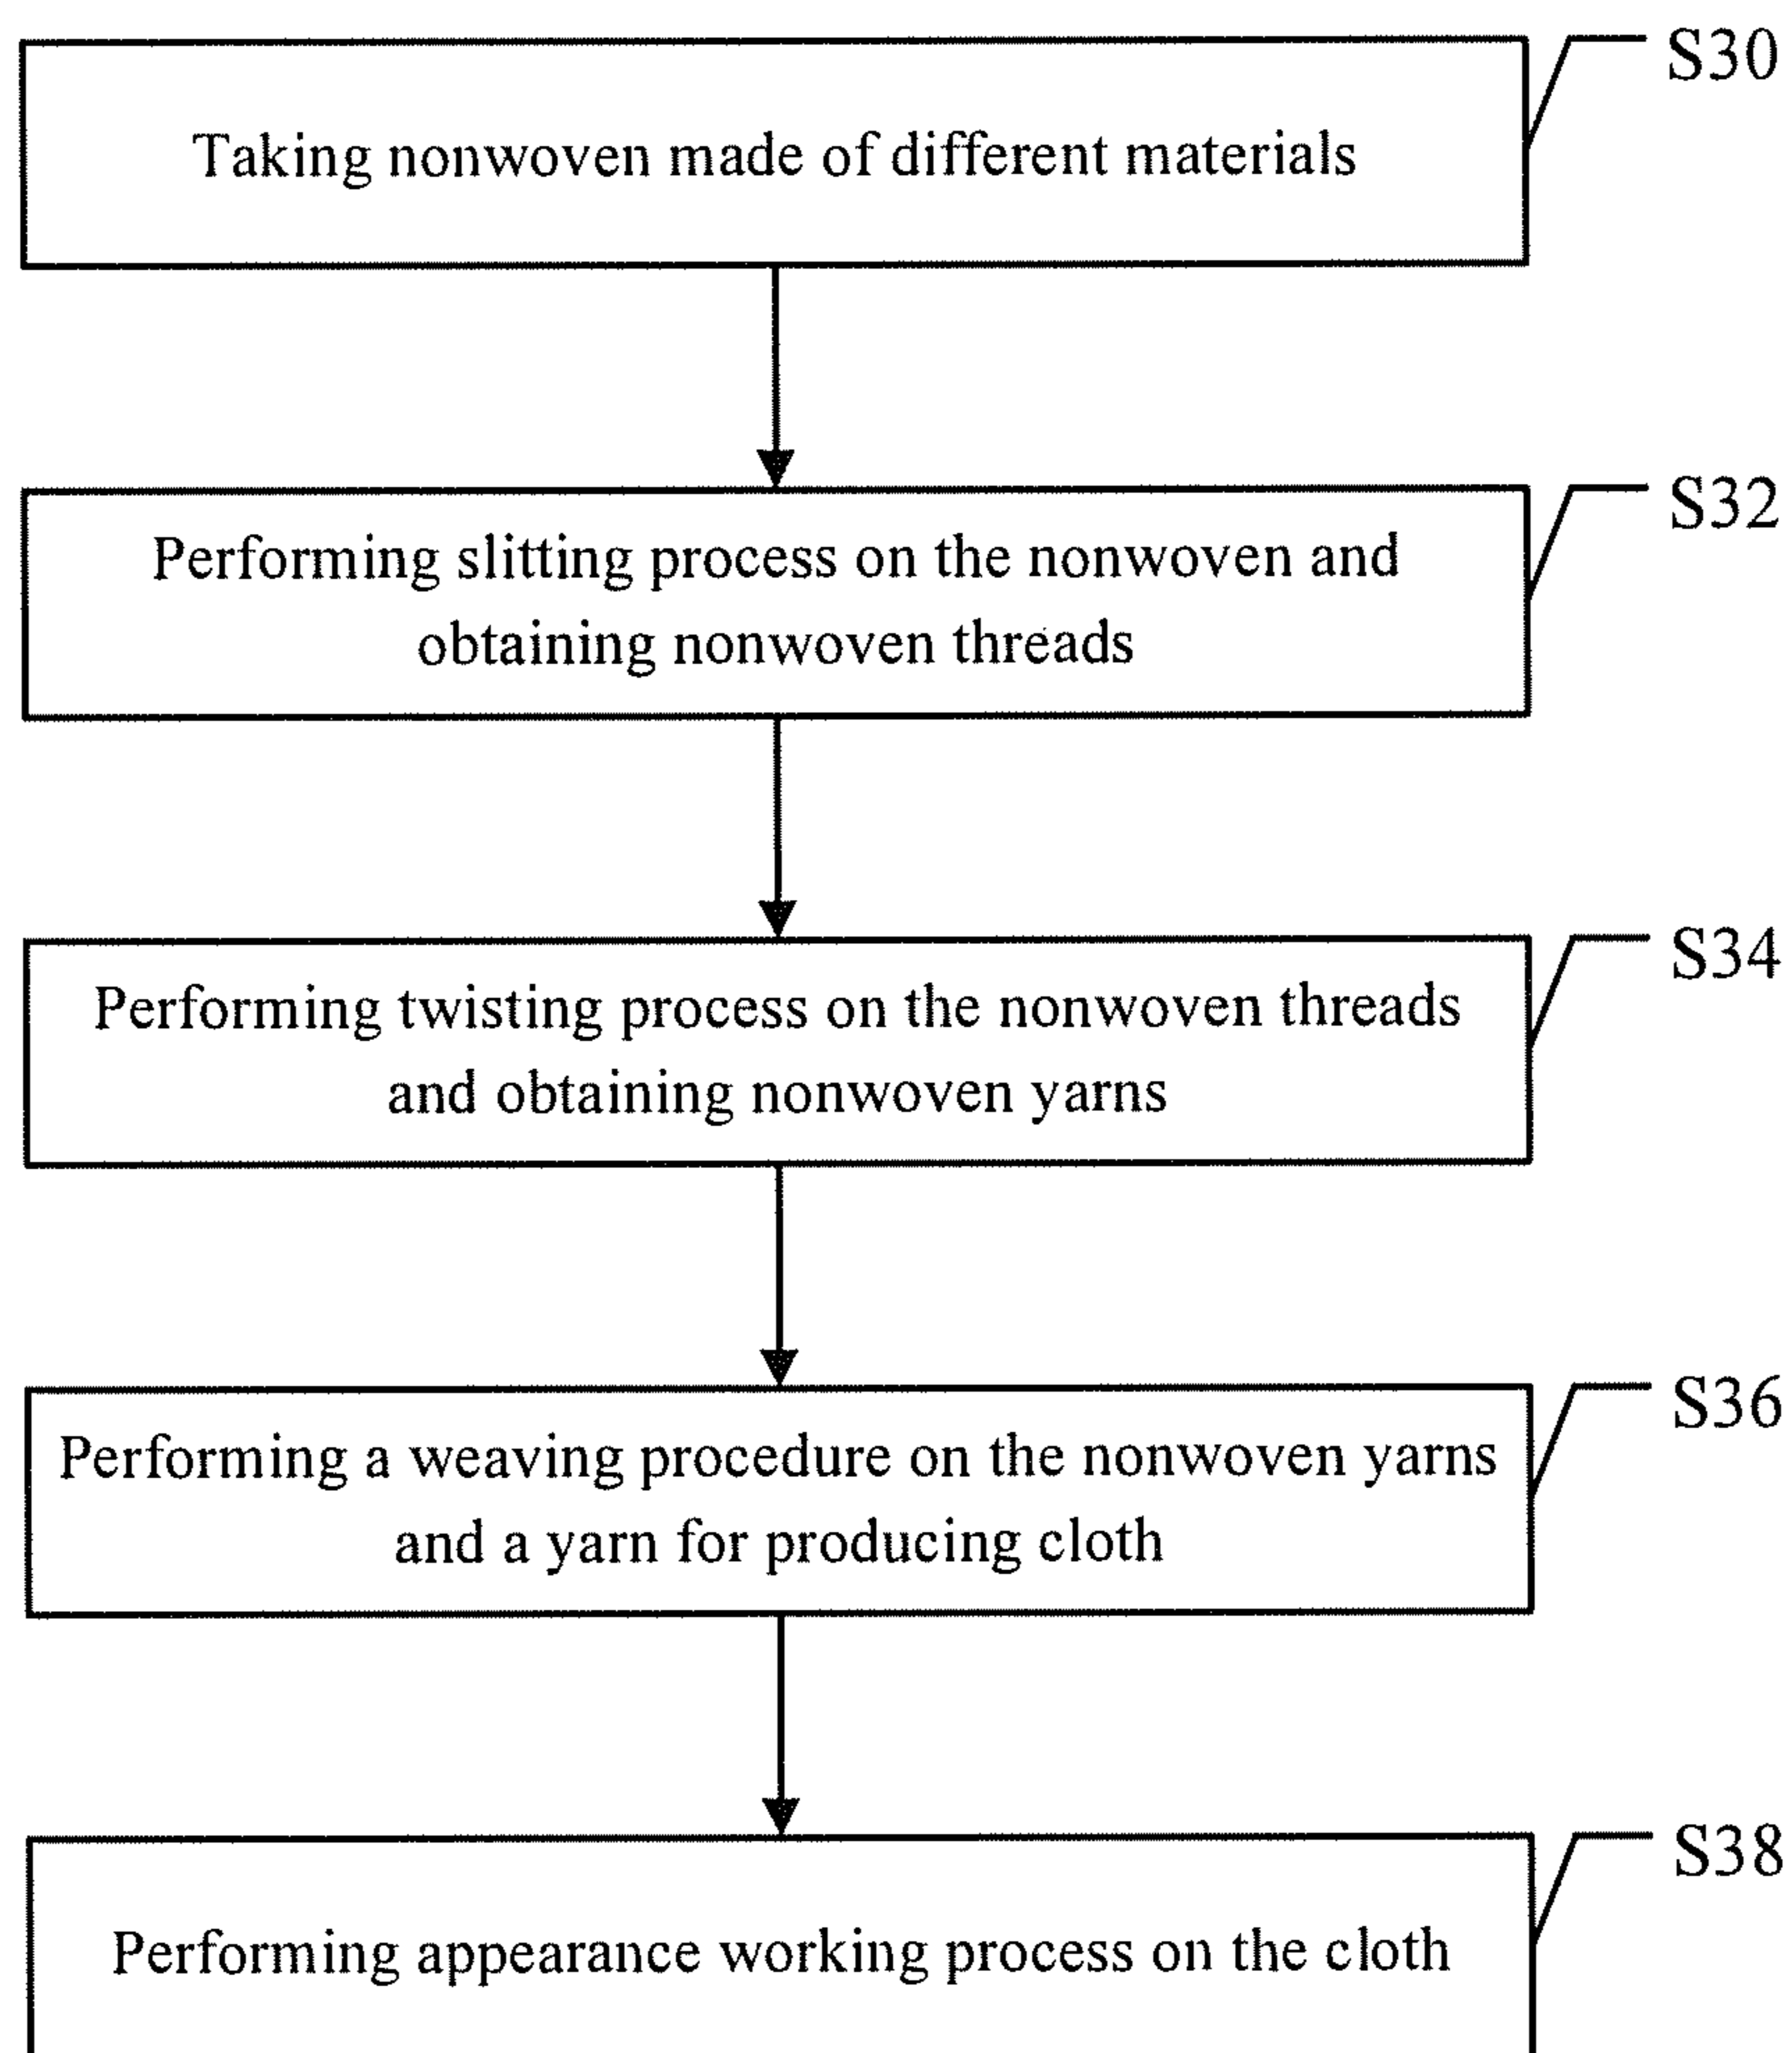 S30
Taking nonwoven made of different materials
S32
Performing slitting process on the nonwoven and
obtaining nonwoven threads
S34
Performing twisting process on the nonwoven threads
and obtaining nonwoven yarns
S36
Performing a weaving procedure on the nonwoven yarns
and a yarn for producing cloth
S38
Performing appearance working process on the cloth